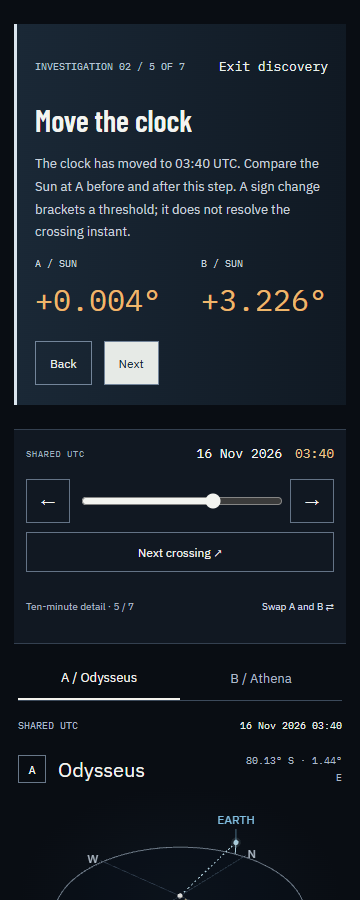 INVESTIGATION 02 / 5 OF 7
Exit discovery
Move the clock
The clock has moved to 03:40 UTC. Compare the
Sun at A before and after this step. A sign change
brackets a threshold; it does not resolve the
crossing instant.
A / SUN
B / SUN
+0.004°
+3.226°
Back
Next
SHARED UTC
16 Nov 2026 03:40
←
→
Next crossing ↗
Ten-minute detail · 5 / 7
Swap A and B ⇄
A / Odysseus
B / Athena
SHARED UTC
16 Nov 2026 03:40
A
Odysseus
80.13° S · 1.44°
E
EARTH
W
N